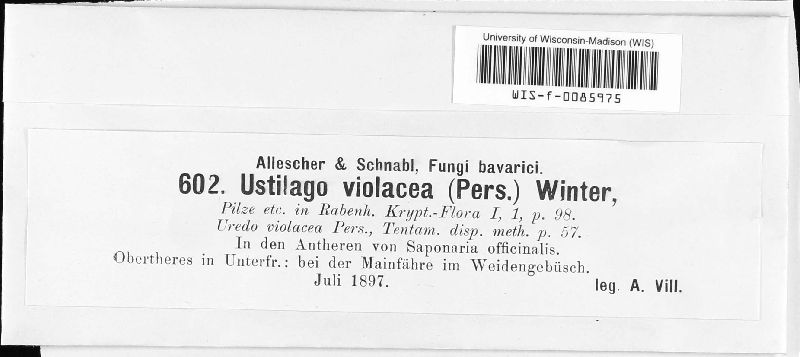 University of Wisconsin-Madison (WIS)
WIS-f-0085975
Allescher & Schnabl, Fungi bavarici.
602. Ustilago violacea (Pers.) Winter,
Pilze etc. in Rabenh. Krypt.-Flora I, 1, p. 98.
Uredo violacea Pers., Tentam. disp. meth. p. 57.
In den Antheren von Saponaria officinalis.
Obertheres in Unterfr.: bei der Mainfähre im Weidengebüsch.
Juli 1897. leg. A. Vill.